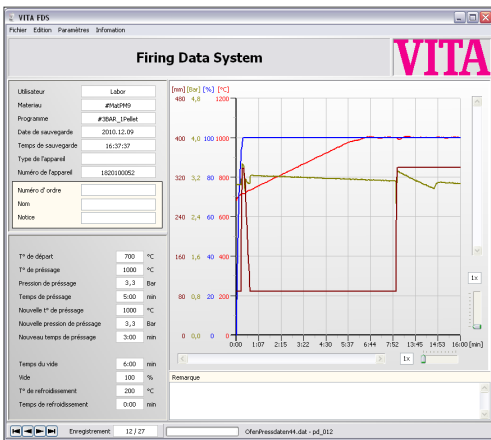 VITA FDS
Fichier Edition Paramètres Infomation
Firing Data System
VITA
Utilisateur Labor
Materiau #MatPM9
Programme #3BAR_1Pellet
Date de sauvegarde 2010.12.09
Temps de sauvegarde 16:37:37
Type de l'appareil
Numéro de l'appareil 1820100052
Numéro d'ordre
Nom
Notice
T° de départ 700 °C
T° de préssage 1000 °C
Pression de préssage 3,3 Bar
Temps de préssage 5:00 min
Nouvelle t° de préssage 1000 °C
Nouvelle pression de préssage 3,3 Bar
Nouveau temps de préssage 3:00 min
Temps du vide 6:00 min
Vide 100 %
T° de refroidissement 200 °C
Temps de refroidissement 0:00 min
[mm] [Bar] [%] [°C]
480 4,8 1200
400 4,0 100 1000
320 3,2 80 800
240 2,4 60 600
160 1,6 40 400
80 0,8 20 200
0 0,0 0 0
0:00 1:07 2:15 3:22 4:30 5:37 6:44 7:52 13:45 14:53 16:00 [min]
1x
1x
Remarque
Enregistrement 12 / 27
OfenPressdaten44.dat - pd_012